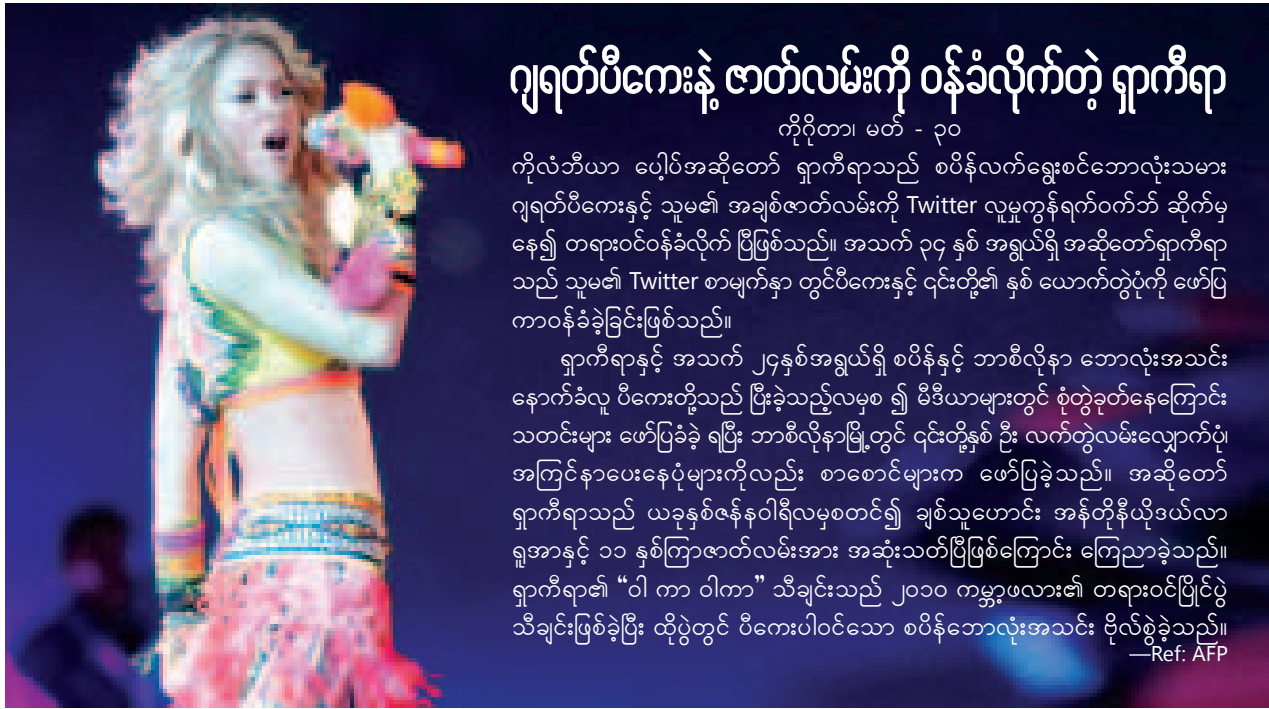 ဂျရတ်ပီကေးနဲ့ ဇာတ်လမ်းကို ဝန်ခံလိုက်တဲ့ ရှာကီရာ
ကိုဂိုတာ၊ မတ် - ၃၀
ကိုလံဘီယာ ပေါ့ပ်အဆိုတော် ရှာကီရာသည် စပိန်လက်ရွေးစင်ဘောလုံးသမား
ဂျရတ်ပီကေးနှင့် သူမ၏ အချစ်ဇာတ်လမ်းကို Twitter လူမှုကွန်ရက်ဝက်ဘ် ဆိုက်မှ
နေ၍ တရားဝင်ဝန်ခံလိုက် ပြီဖြစ်သည်။ အသက် ၃၄ နှစ် အရွယ်ရှိ အဆိုတော်ရှာကီရာ
သည် သူမ၏ Twitter စာမျက်နှာ တွင်ပီကေးနှင့် ၎င်းတို့၏ နှစ် ယောက်တွဲပုံကို ဖော်ပြ
ကာဝန်ခံခဲ့ခြင်းဖြစ်သည်။
ရှာကီရာနှင့် အသက် ၂၄နှစ်အရွယ်ရှိ စပိန်နှင့် ဘာစီလိုနာ ဘောလုံးအသင်း
နောက်ခံလူ ပီကေးတို့သည် ပြီးခဲ့သည့်လမှစ ၍ မီဒီယာများတွင် စုံတွဲခုတ်နေကြောင်း
သတင်းများ ဖော်ပြခံခဲ့ ရပြီး ဘာစီလိုနာမြို့တွင် ၎င်းတို့နှစ် ဦး လက်တွဲလမ်းလျှောက်ပုံ၊
အကြင်နာပေးနေပုံများကိုလည်း စာစောင်များက ဖော်ပြခဲ့သည်။ အဆိုတော်
ရှာကီရာသည် ယခုနှစ်ဇန်နဝါရီလမှစတင်၍ ချစ်သူဟောင်း အန်တိုနီယိုဒယ်လာ
ရူအာနှင့် ၁၁ နှစ်ကြာဇာတ်လမ်းအား အဆုံးသတ်ပြီဖြစ်ကြောင်း ကြေညာခဲ့သည်။
ရှာကီရာ၏ “ဝါ ကာ ဝါကာ” သီချင်းသည် ၂၀၁၀ ကမ္ဘာ့ဖလား၏ တရားဝင်ပြိုင်ပွဲ
သီချင်းဖြစ်ခဲ့ပြီး ထိုပွဲတွင် ပီကေးပါဝင်သော စပိန်ဘောလုံးအသင်း ဗိုလ်စွဲခဲ့သည်။
—Ref: AFP